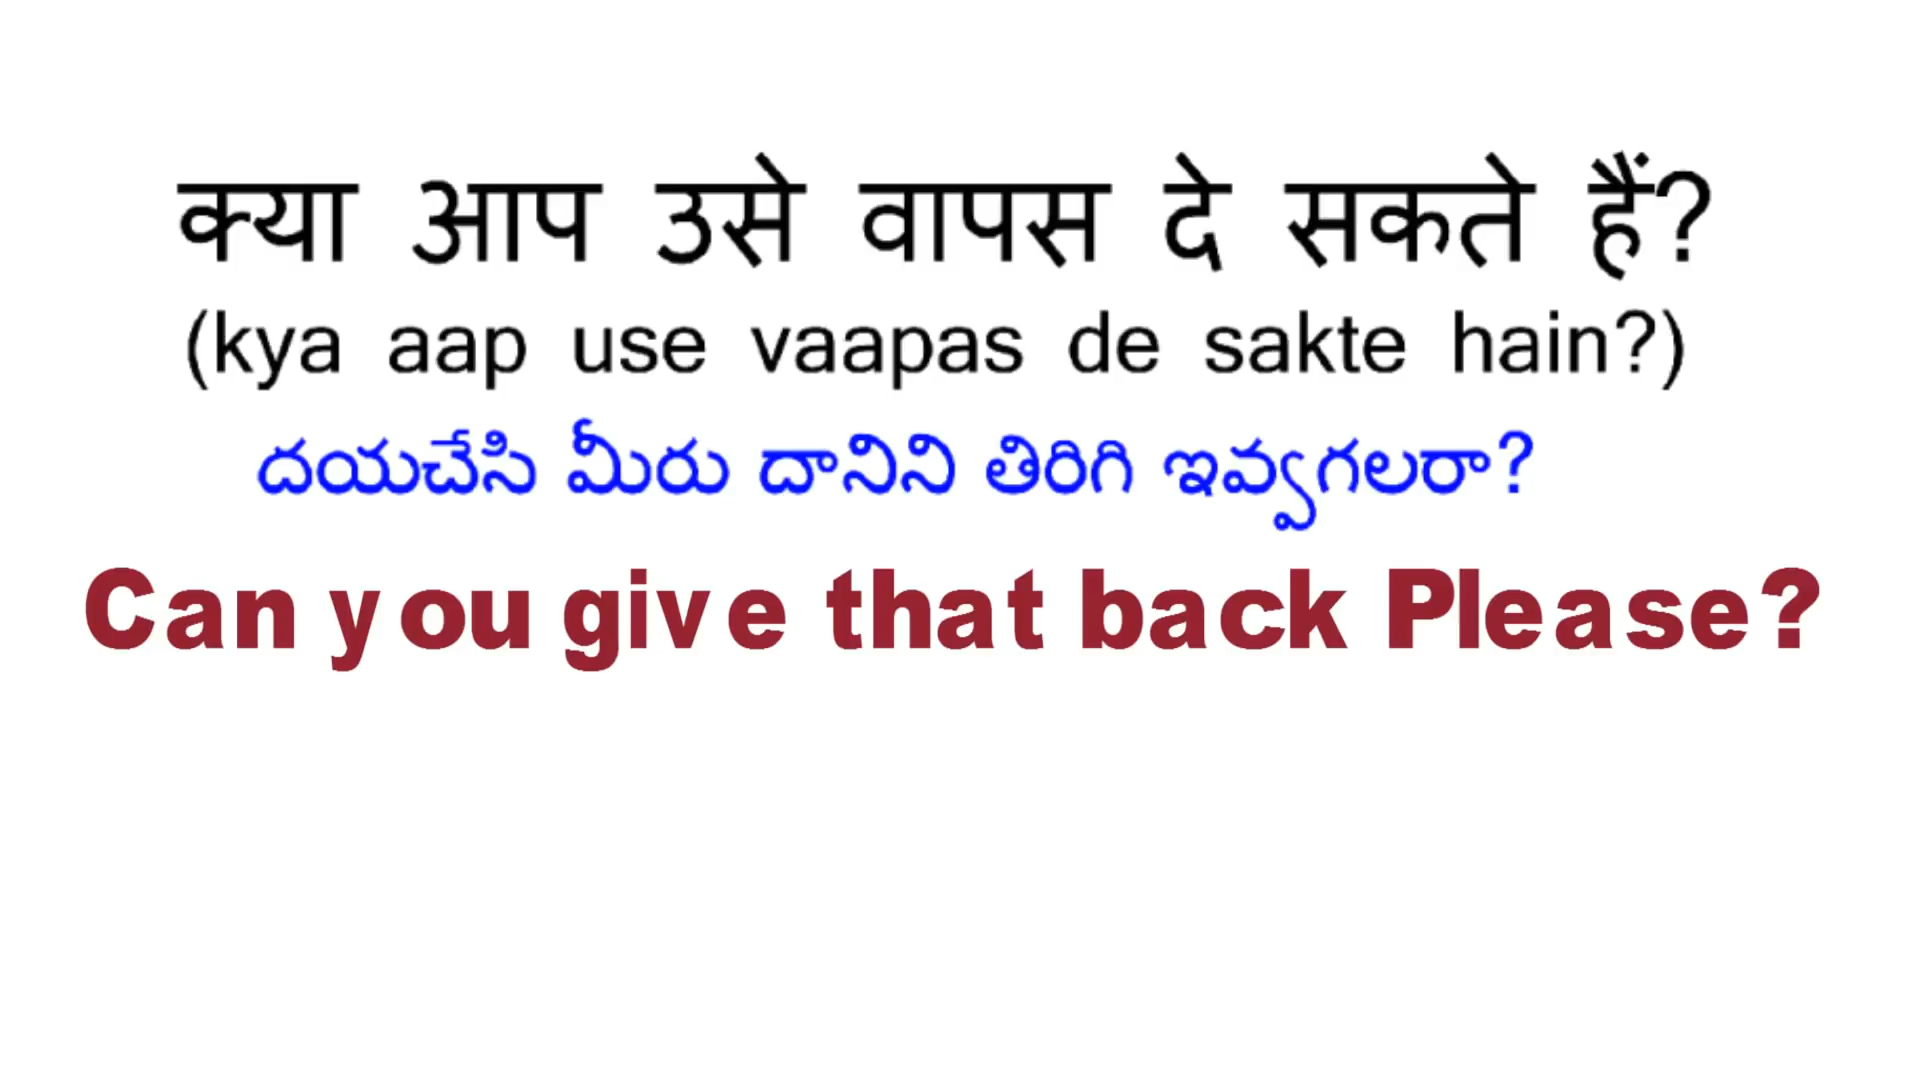 क्या आप उसे वापस दे सकते हैं?
(kya aap use vaapas de sakte hain?)
దయచేసి మీరు దానిని తిరిగి ఇవ్వగలరా?
Can you give that back Please?